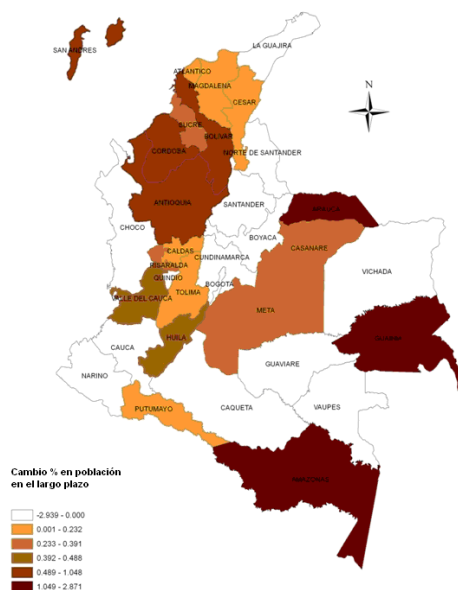 LA GUAJIRA
SAN ANDRES
ATLANTICO
MAGDALENA
CESAR
N
SUCRE
BOLIVAR
NORTE DE SANTANDER
CORDOBA
ANTIOQUIA
SANTANDER
ARAUCA
CHOCO
BOYACA
CASANARE
CALDAS
CUNDINAMARCA
RISARALDA
VICHADA
QUINDIO
BOGOTA
VALLE DEL CAUCA
TOLIMA
META
HUILA
GUAINIA
CAUCA
GUAVIARE
NARINO
CAQUETA
VAUPES
PUTUMAYO
AMAZONAS
Cambio % en población
en el largo plazo
-2.939 - 0.000
0.001 - 0.232
0.233 - 0.391
0.392 - 0.488
0.489 - 1.048
1.049 - 2.871